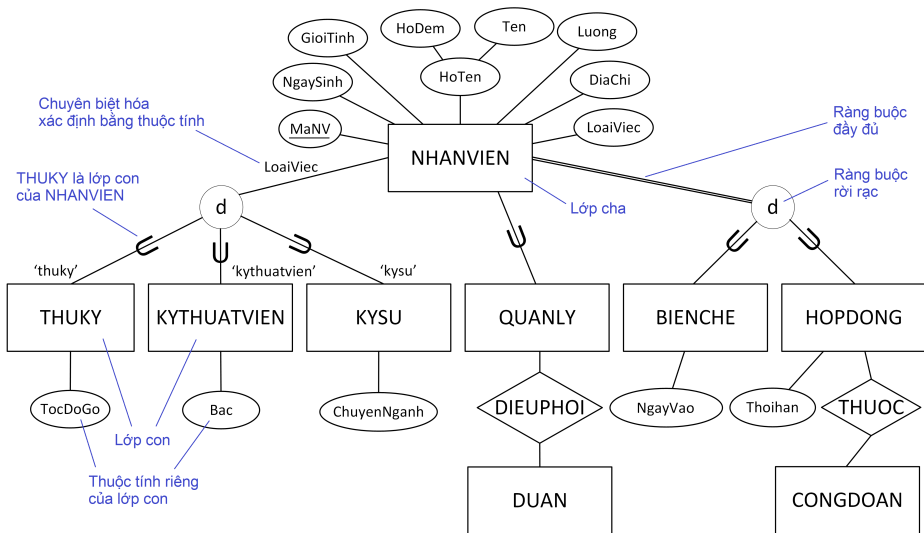 HoDem
Ten
GioiTinh
Luong
HoTen
NgaySinh
DiaChi
Chuyên biệt hóa
xác định bằng thuộc tính
MaNV
LoaiViec
Ràng buộc
đầy đủ
NHANVIEN
LoaiViec
THUKY là lớp con
của NHANVIEN
Ràng buộc
rời rạc
d
Lớp cha
d
'thuky'
'kythuatvien'
'kysu'
THUKY
KYTHUATVIEN
KYSU
QUANLY
BIENCHE
HOPDONG
TocDoGo
Bac
ChuyenNganh
DIEUPHOI
NgayVao
Thoihan
THUOC
Lớp con
Thuộc tính riêng
của lớp con
DUAN
CONGDOAN